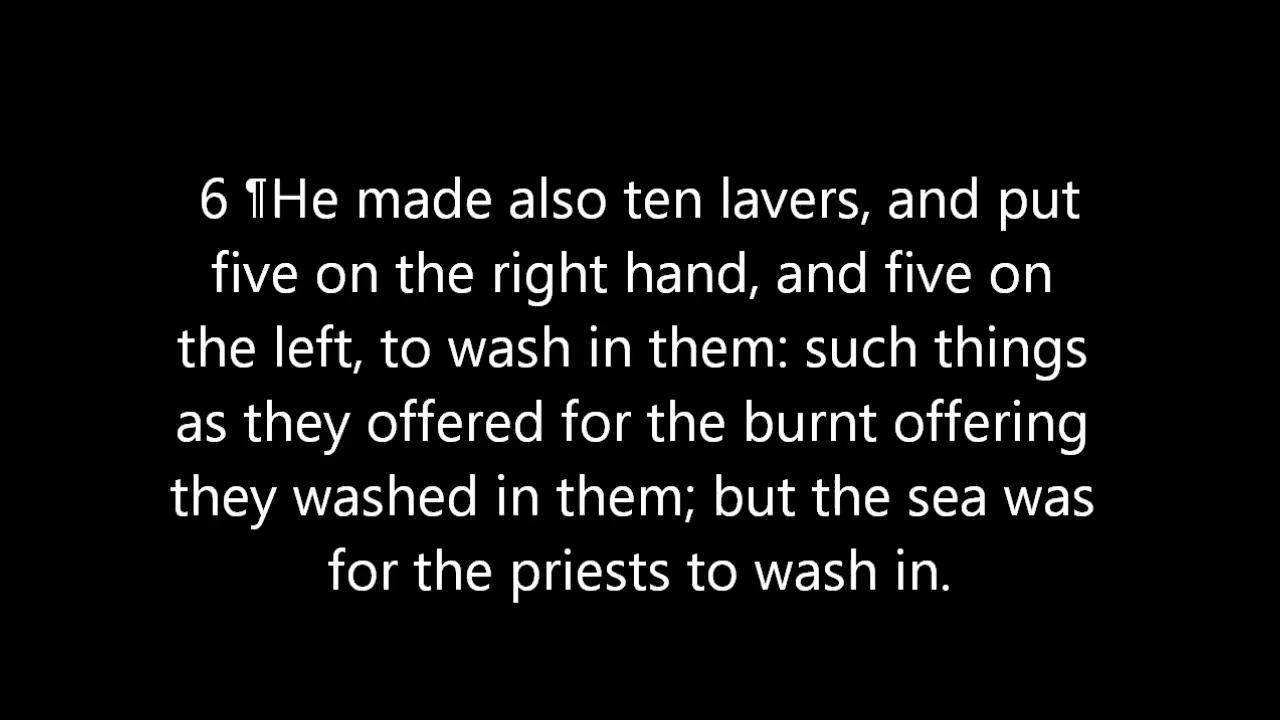 6 ¶He made also ten lavers, and put
five on the right hand, and five on
the left, to wash in them: such things
as they offered for the burnt offering
they washed in them; but the sea was
for the priests to wash in.